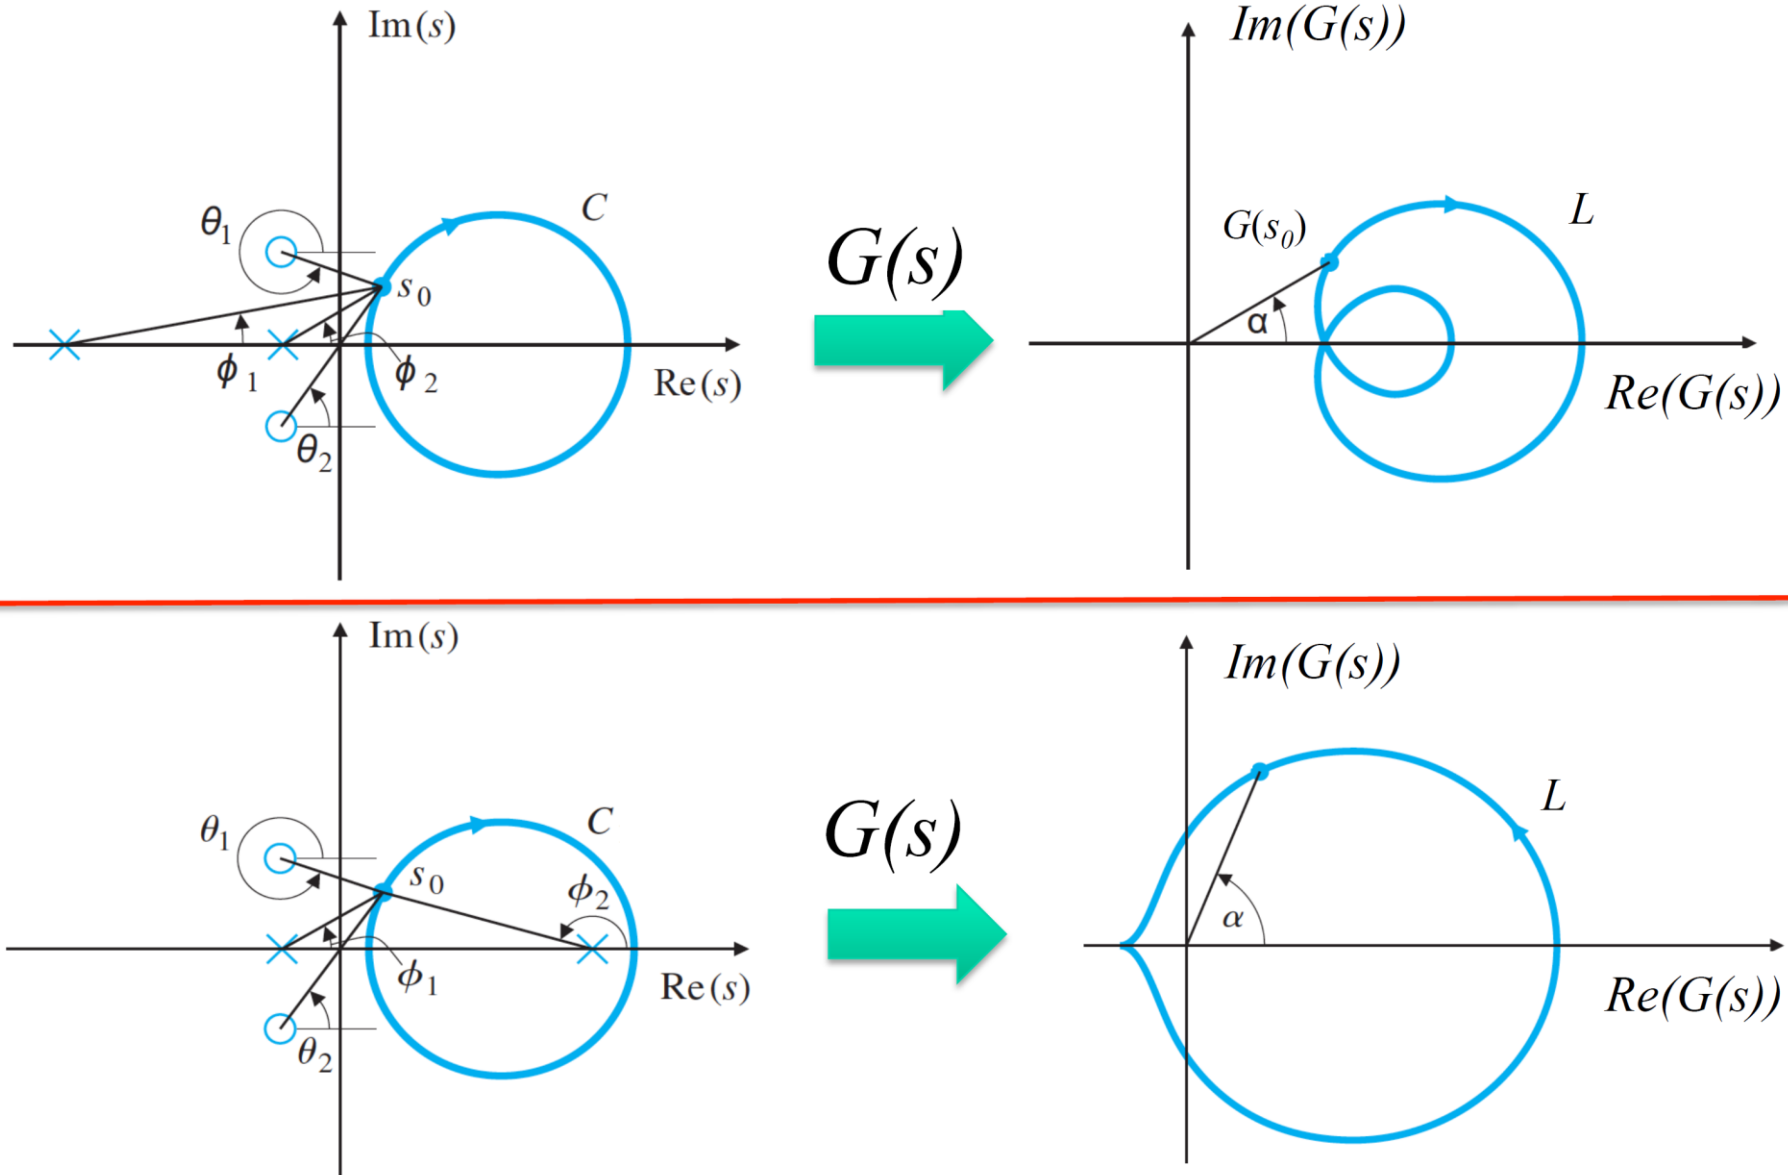 Im(s)
Im(G(s))
θ1
C
L
G(s0)
G(s)
s0
α
ϕ1
ϕ2
Re(s)
Re(G(s))
θ2
Im(s)
Im(G(s))
θ1
C
L
G(s)
s0
ϕ2
α
ϕ1
Re(s)
Re(G(s))
θ2